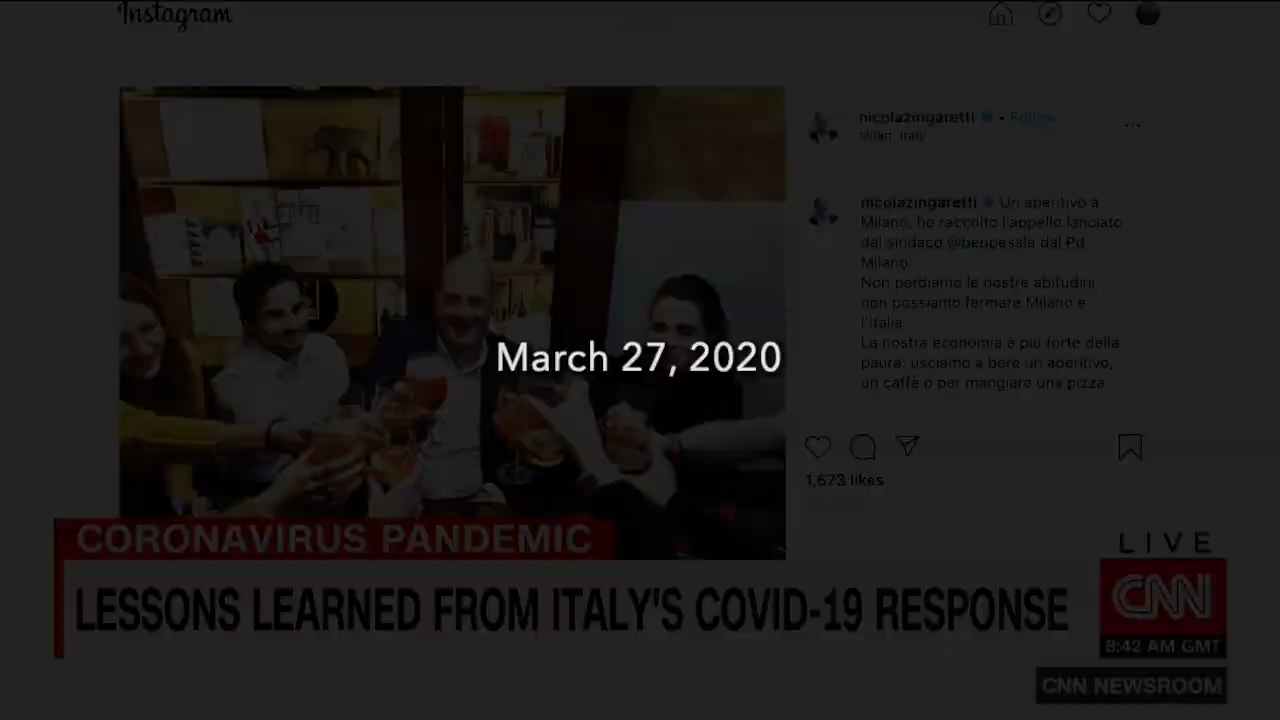 Instagram
nicolazingaretti • Follow
Milan, Italy
nicolazingaretti Un aperitivo a
Milano, ho raccolto l'appello lanciato
dal sindaco @beppesala dal Pd
Milano
Non perdiamo le nostre abitudini,
non possiamo fermare Milano e
l'Italia
La nostra economia è più forte della
paura: usciamo a bere un aperitivo,
un caffè o per mangiare una pizza
March 27, 2020
1,673 likes
CORONAVIRUS PANDEMIC
LESSONS LEARNED FROM ITALY'S COVID-19 RESPONSE
LIVE
CNN
8:42 AM GMT
CNN NEWSROOM